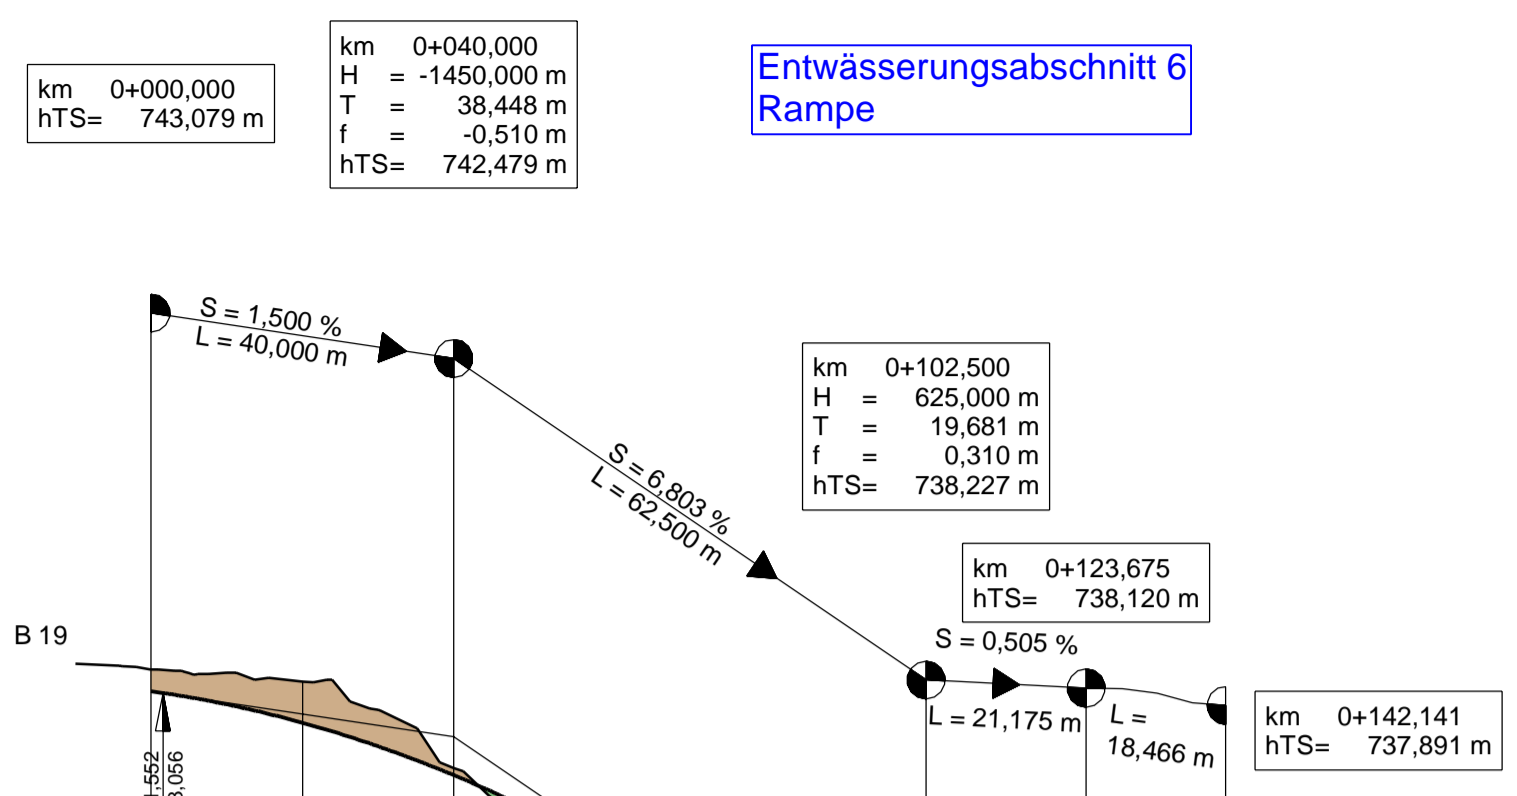 km 0+000,000
hTS= 743,079 m
km 0+040,000
H = -1450,000 m
T = 38,448 m
f = -0,510 m
hTS= 742,479 m
Entwässerungsabschnitt 6
Rampe
S = 1,500 %
L = 40,000 m
S = 6,803 %
L = 62,500 m
km 0+102,500
H = 625,000 m
T = 19,681 m
f = 0,310 m
hTS= 738,227 m
km 0+123,675
hTS= 738,120 m
S = 0,505 %
L = 21,175 m
L =
18,466 m
km 0+142,141
hTS= 737,891 m
B 19